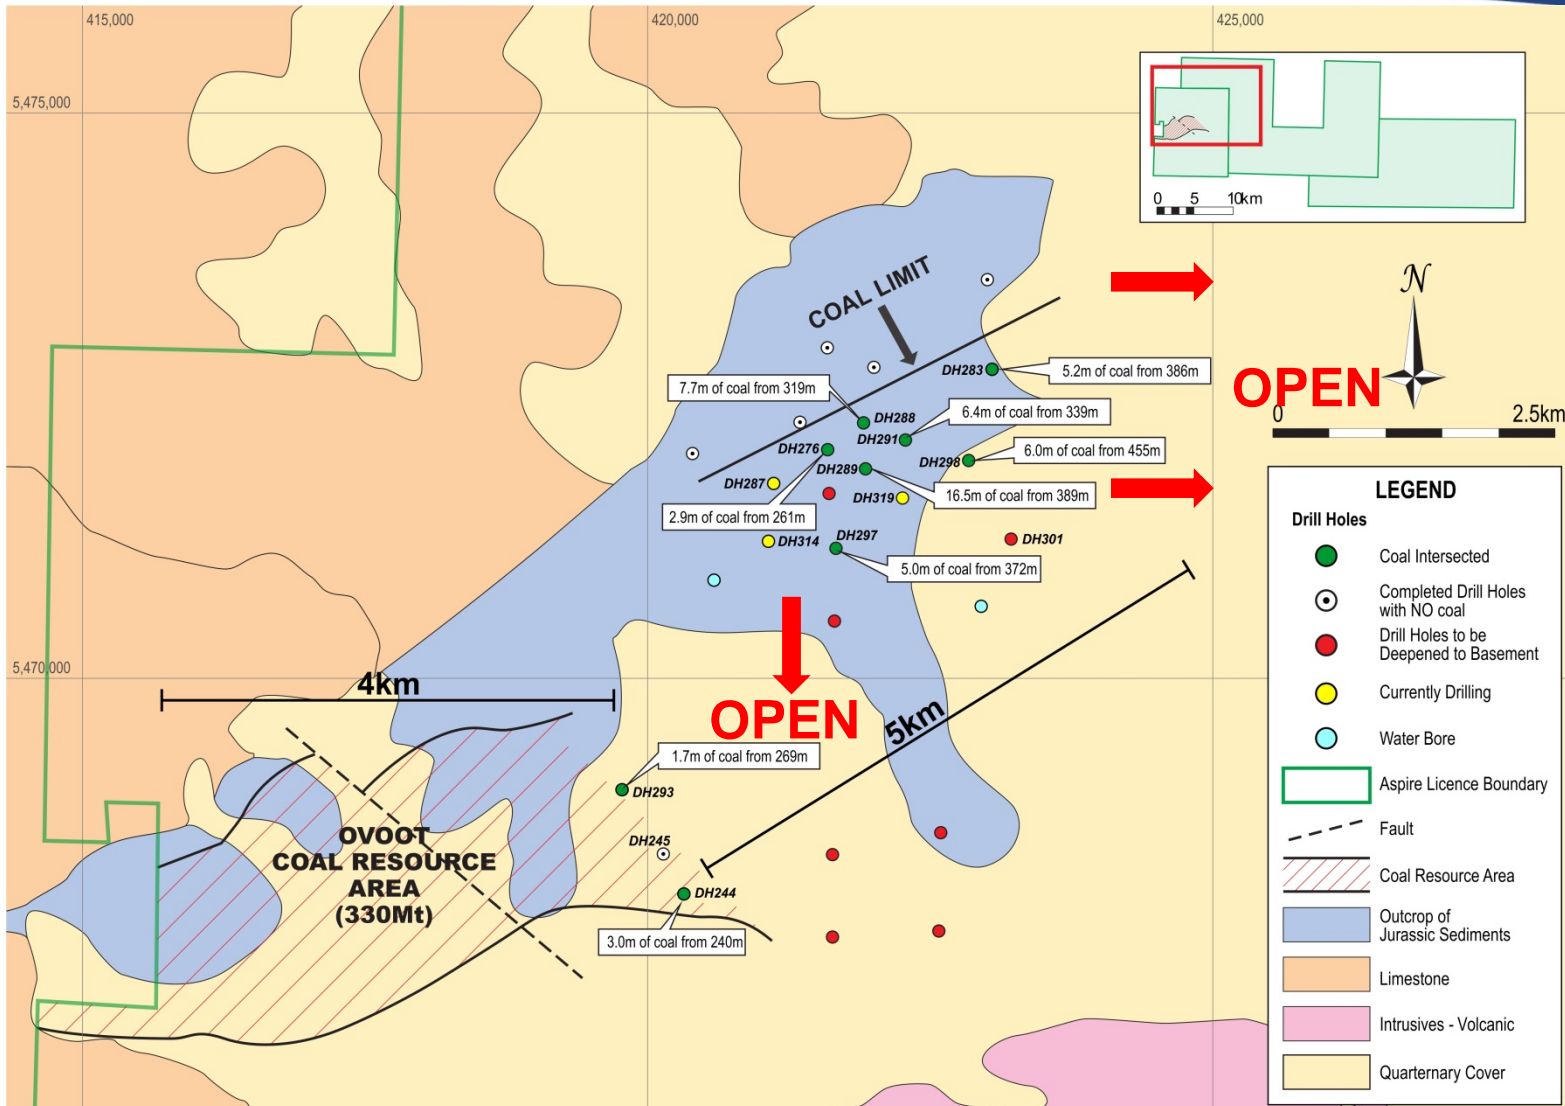 415,000
420,000
425,000
5,475,000
0 5 10km
N
COAL LIMIT
DH283
5.2m of coal from 386m
OPEN
7.7m of coal from 319m
DH288
6.4m of coal from 339m
DH291
0 2.5km
DH276
DH289
DH298
6.0m of coal from 455m
DH287
DH319
16.5m of coal from 389m
2.9m of coal from 261m
DH314
DH297
DH301
5.0m of coal from 372m
5,470,000
4km
OPEN
5km
1.7m of coal from 269m
DH293
OVOOT
COAL RESOURCE
AREA
(330Mt)
DH245
DH244
3.0m of coal from 240m
LEGEND
Drill Holes
Coal Intersected
Completed Drill Holes
with NO coal
Drill Holes to be
Deepened to Basement
Currently Drilling
Water Bore
Aspire Licence Boundary
Fault
Coal Resource Area
Outcrop of
Jurassic Sediments
Limestone
Intrusives - Volcanic
Quarternary Cover